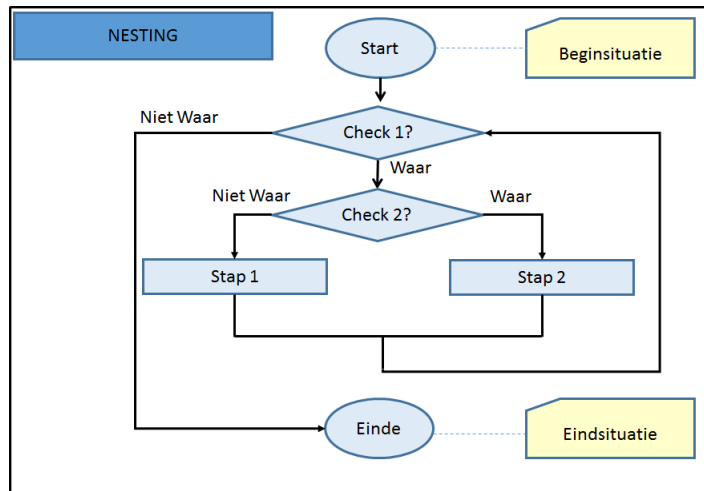 NESTING
Start
Beginsituatie
Niet Waar
Check 1?
Waar
Niet Waar
Waar
Check 2?
Stap 1
Stap 2
Einde
Eindsituatie